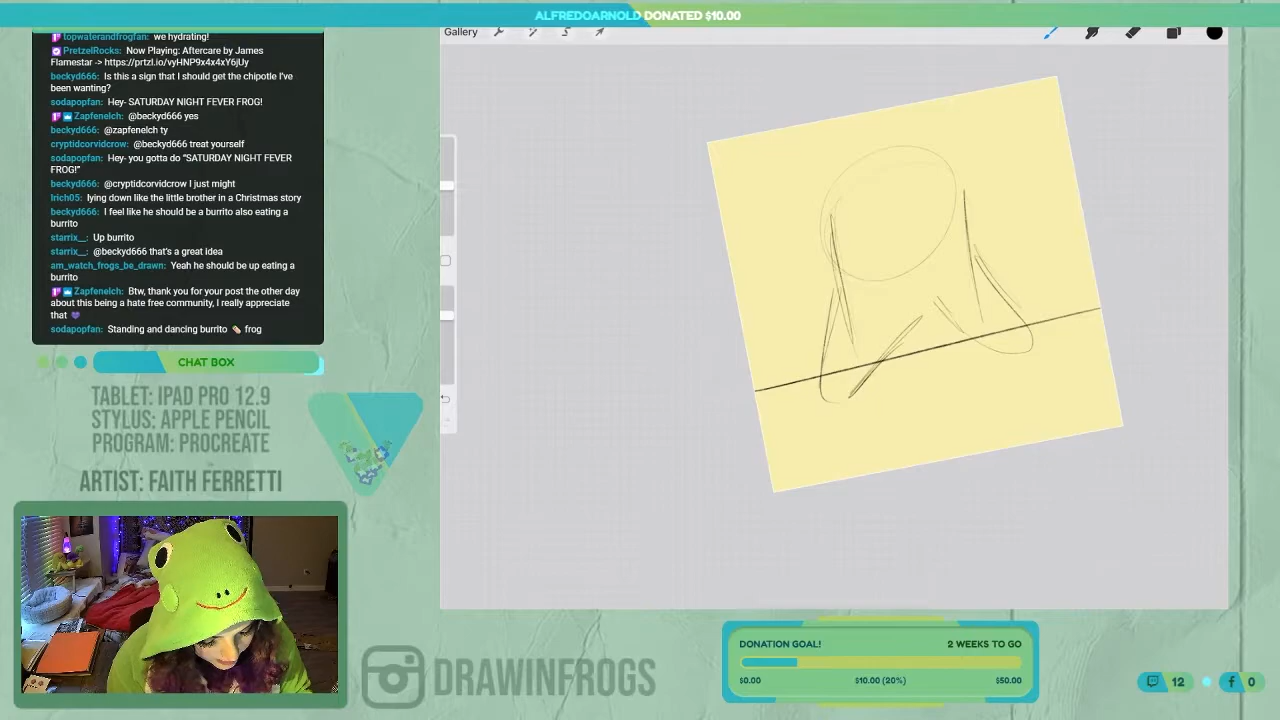 ALFREDOARNOLD DONATED $10.00
topwaterandfrogfan: we hydrating!
PretzelRocks: Now Playing: Aftercare by James
Flamestar -> https://prtzl.io/vyHNP9x4x4xY6jUy
beckyd666: Is this a sign that I should get the chipotle I've
been wanting?
sodapopfan: Hey- SATURDAY NIGHT FEVER FROG!
Zapfenelch: @beckyd666 yes
beckyd666: @zapfenelch ty
cryptidcorvidcrow: @beckyd666 treat yourself
sodapopfan: Hey- you gotta do “SATURDAY NIGHT FEVER
FROG!”
beckyd666: @cryptidcorvidcrow I just might
lrich05: lying down like the little brother in a Christmas story
beckyd666: I feel like he should be a burrito also eating a
burrito
starrix__: Up burrito
starrix__: @beckyd666 that's a great idea
am_watch_frogs_be_drawn: Yeah he should be up eating a
burrito
Zapfenelch: Btw, thank you for your post the other day
about this being a hate free community, I really appreciate
that 💜
sodapopfan: Standing and dancing burrito 🌯 frog
CHAT BOX
TABLET: IPAD PRO 12.9
STYLUS: APPLE PENCIL
PROGRAM: PROCREATE
ARTIST: FAITH FERRETTI
Gallery
DRAWINFROGS
DONATION GOAL! 2 WEEKS TO GO
$0.00 $10.00 (20%) $50.00
12 0